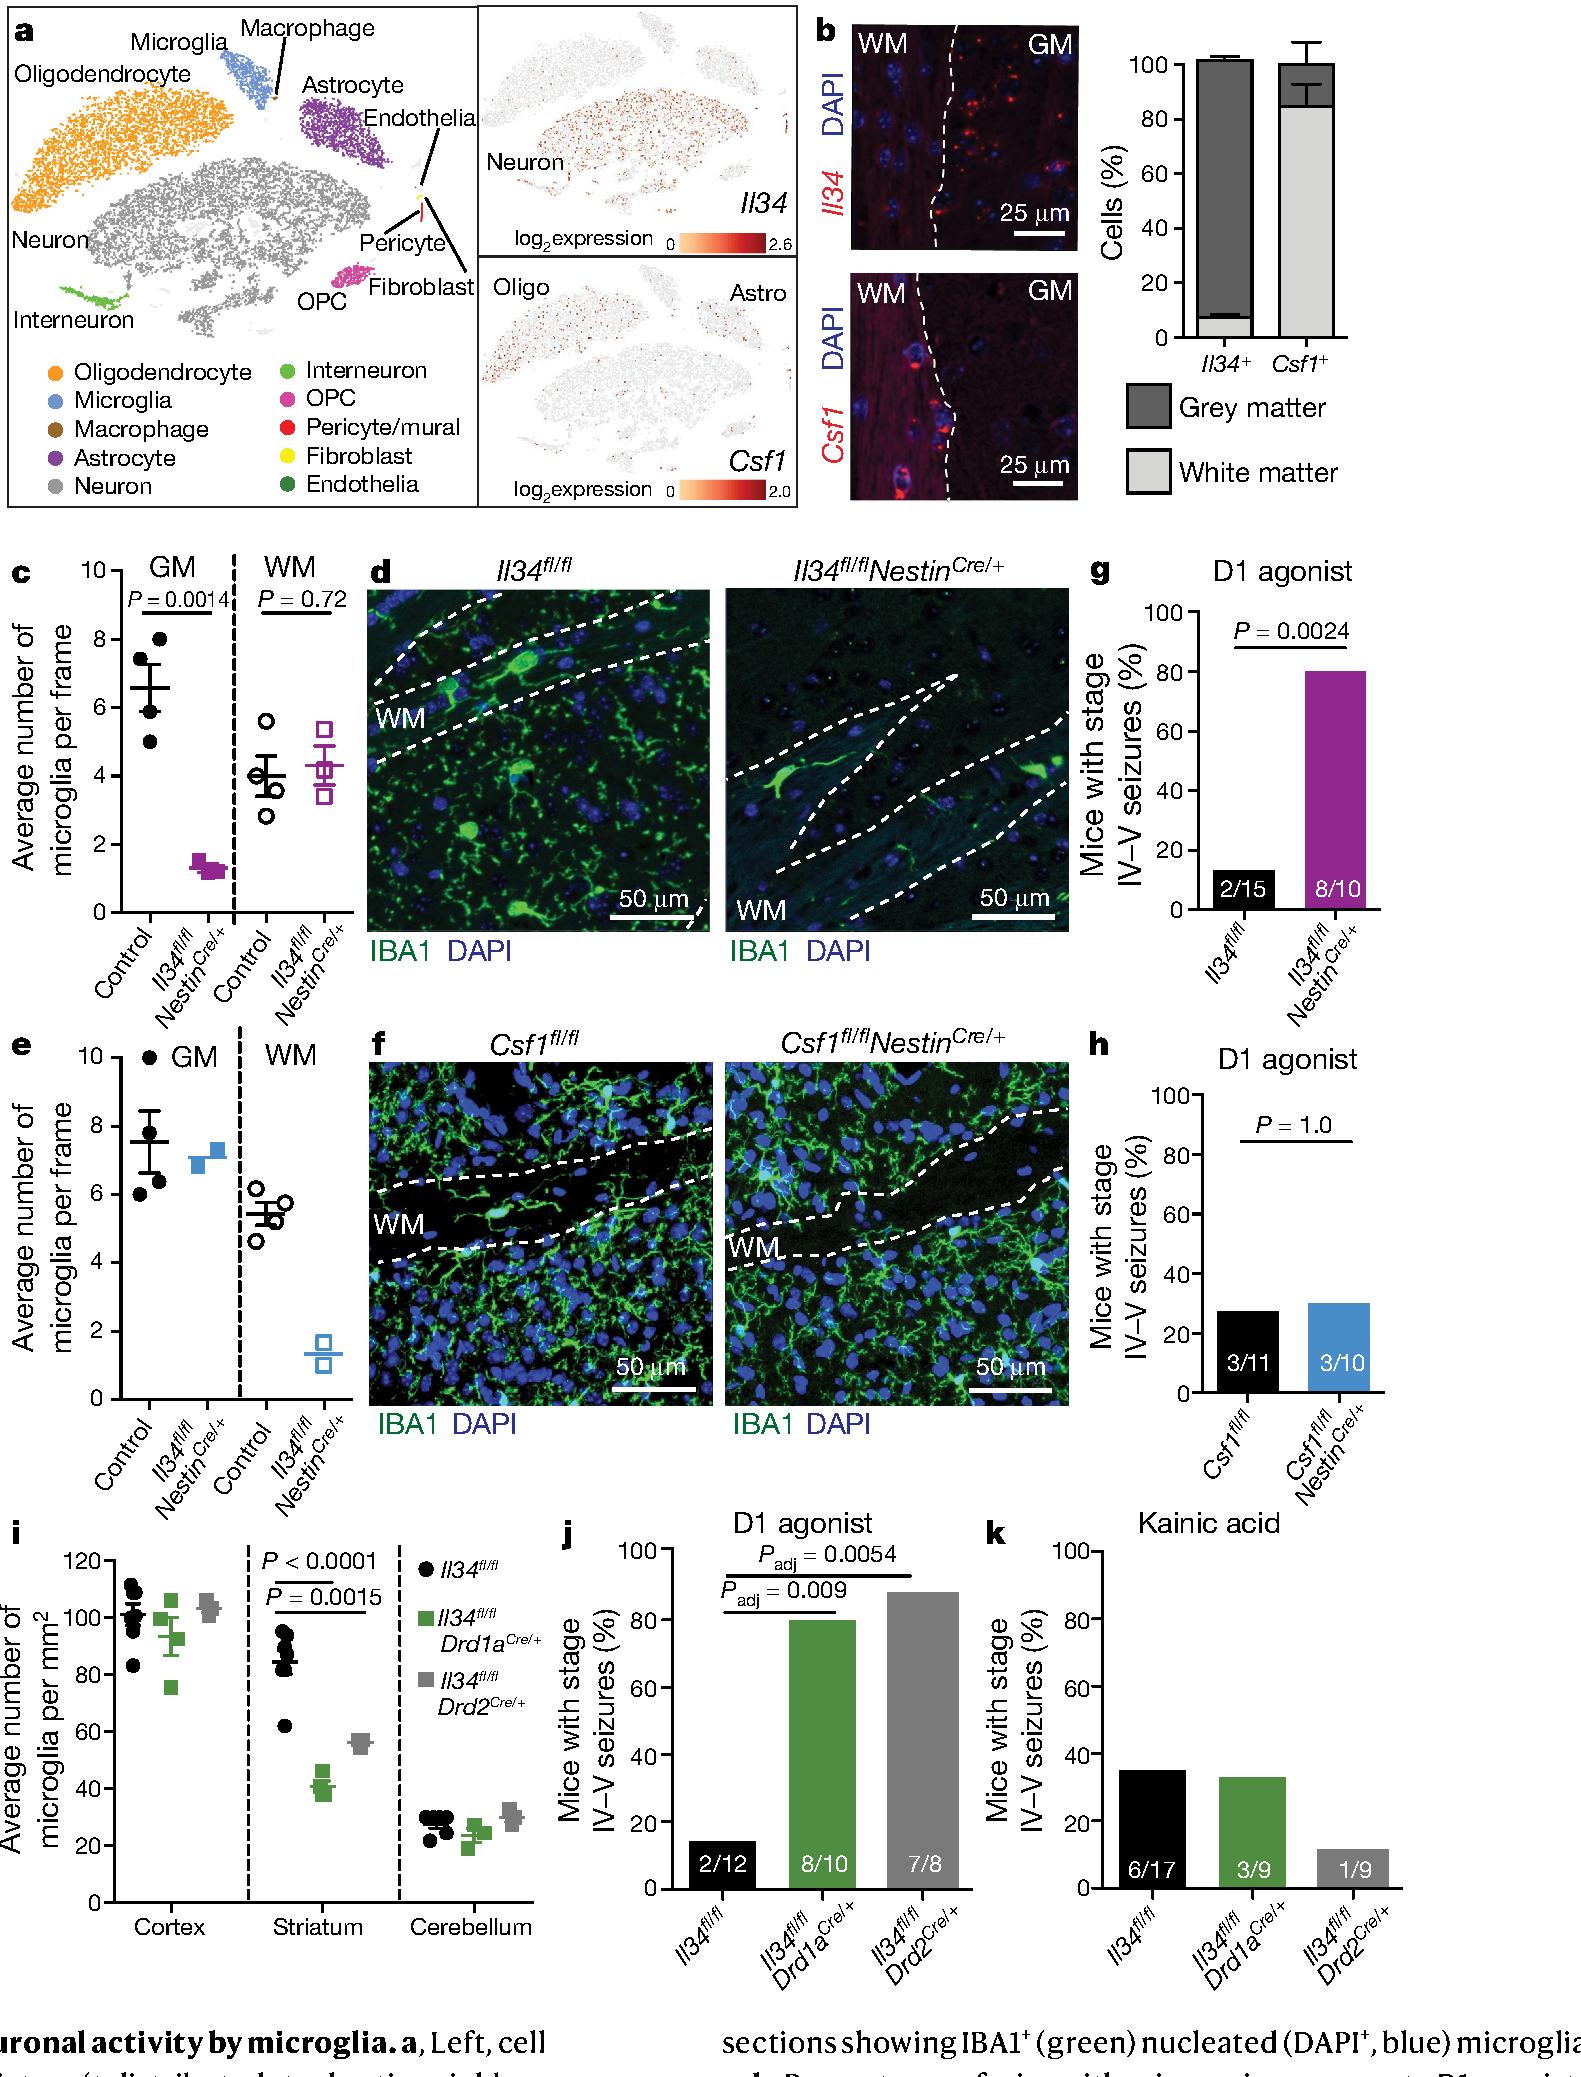 a
Macrophage
Microglia
Oligodendrocyte
Astrocyte
Endothelia
Neuron
Pericyte
Fibroblast
OPC
Interneuron
Oligodendrocyte
Microglia
Macrophage
Astrocyte
Neuron
Interneuron
OPC
Pericyte/mural
Fibroblast
Endothelia
Neuron
Il34
log2expression 0 2.6
Oligo Astro
Csf1
log2expression 0 2.0
b
Il34 DAPI
WM GM
25 μm
Csf1 DAPI
WM GM
25 μm
Cells (%)
100
80
60
40
20
0
Il34+ Csf1+
Grey matter
White matter
c
GM WM
P = 0.0014 P = 0.72
Average number of
microglia per frame
10
8
6
4
2
0
Control
Il34fl/fl
NestinCre/+
Control
Il34fl/fl
NestinCre/+
d
Il34fl/fl Il34fl/flNestinCre/+
WM
50 μm
WM
50 μm
IBA1 DAPI IBA1 DAPI
g
D1 agonist
P = 0.0024
Mice with stage
IV–V seizures (%)
100
80
60
40
20
0
2/15 8/10
Il34fl/fl
Il34fl/fl
NestinCre/+
e
GM WM
Average number of
microglia per frame
10
8
6
4
2
0
Control
Il34fl/fl
NestinCre/+
Control
Il34fl/fl
NestinCre/+
f
Csf1fl/fl Csf1fl/flNestinCre/+
WM
50 μm
WM
50 μm
IBA1 DAPI IBA1 DAPI
h
D1 agonist
P = 1.0
Mice with stage
IV–V seizures (%)
100
80
60
40
20
0
3/11 3/10
Csf1fl/fl
Csf1fl/fl
NestinCre/+
i
P < 0.0001
P = 0.0015
Average number of
microglia per mm2
120
100
80
60
40
20
0
Cortex Striatum Cerebellum
Il34fl/fl
Il34fl/fl
Drd1aCre/+
Il34fl/fl
Drd2Cre/+
j
D1 agonist
Padj = 0.0054
Padj = 0.009
Mice with stage
IV–V seizures (%)
100
80
60
40
20
0
2/12 8/10 7/8
Il34fl/fl
Il34fl/fl
Drd1aCre/+
Il34fl/fl
Drd2Cre/+
k
Kainic acid
Mice with stage
IV–V seizures (%)
100
80
60
40
20
0
6/17 3/9 1/9
Il34fl/fl
Il34fl/fl
Drd1aCre/+
Il34fl/fl
Drd2Cre/+
uronal activity by microglia. a, Left, cell
sections showing IBA1+ (green) nucleated (DAPI+, blue) microglia